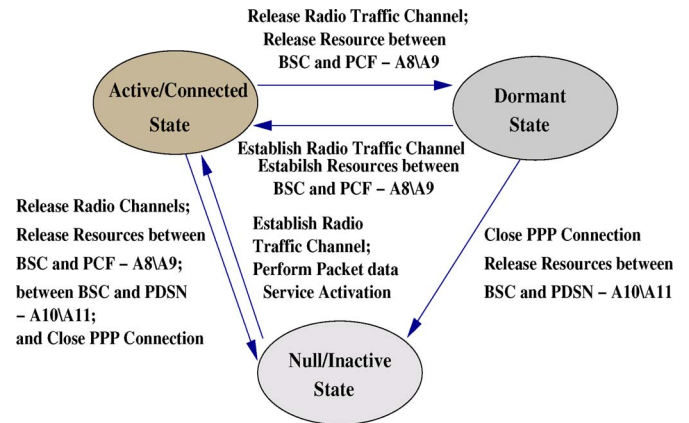 Release Radio Traffic Channel;
Release Resource between
BSC and PCF – A8\A9
Active/Connected
State
Dormant
State
Establish Radio Traffic Channel
Estabilsh Resources between
BSC and PCF – A8\A9
Release Radio Channels;
Release Resources between
BSC and PCF – A8\A9;
between BSC and PDSN
– A10\A11;
and Close PPP Connection
Establish Radio
Traffic Channel;
Perform Packet data
Service Activation
Close PPP Connection
Release Resources between
BSC and PDSN – A10\A11
Null/Inactive
State